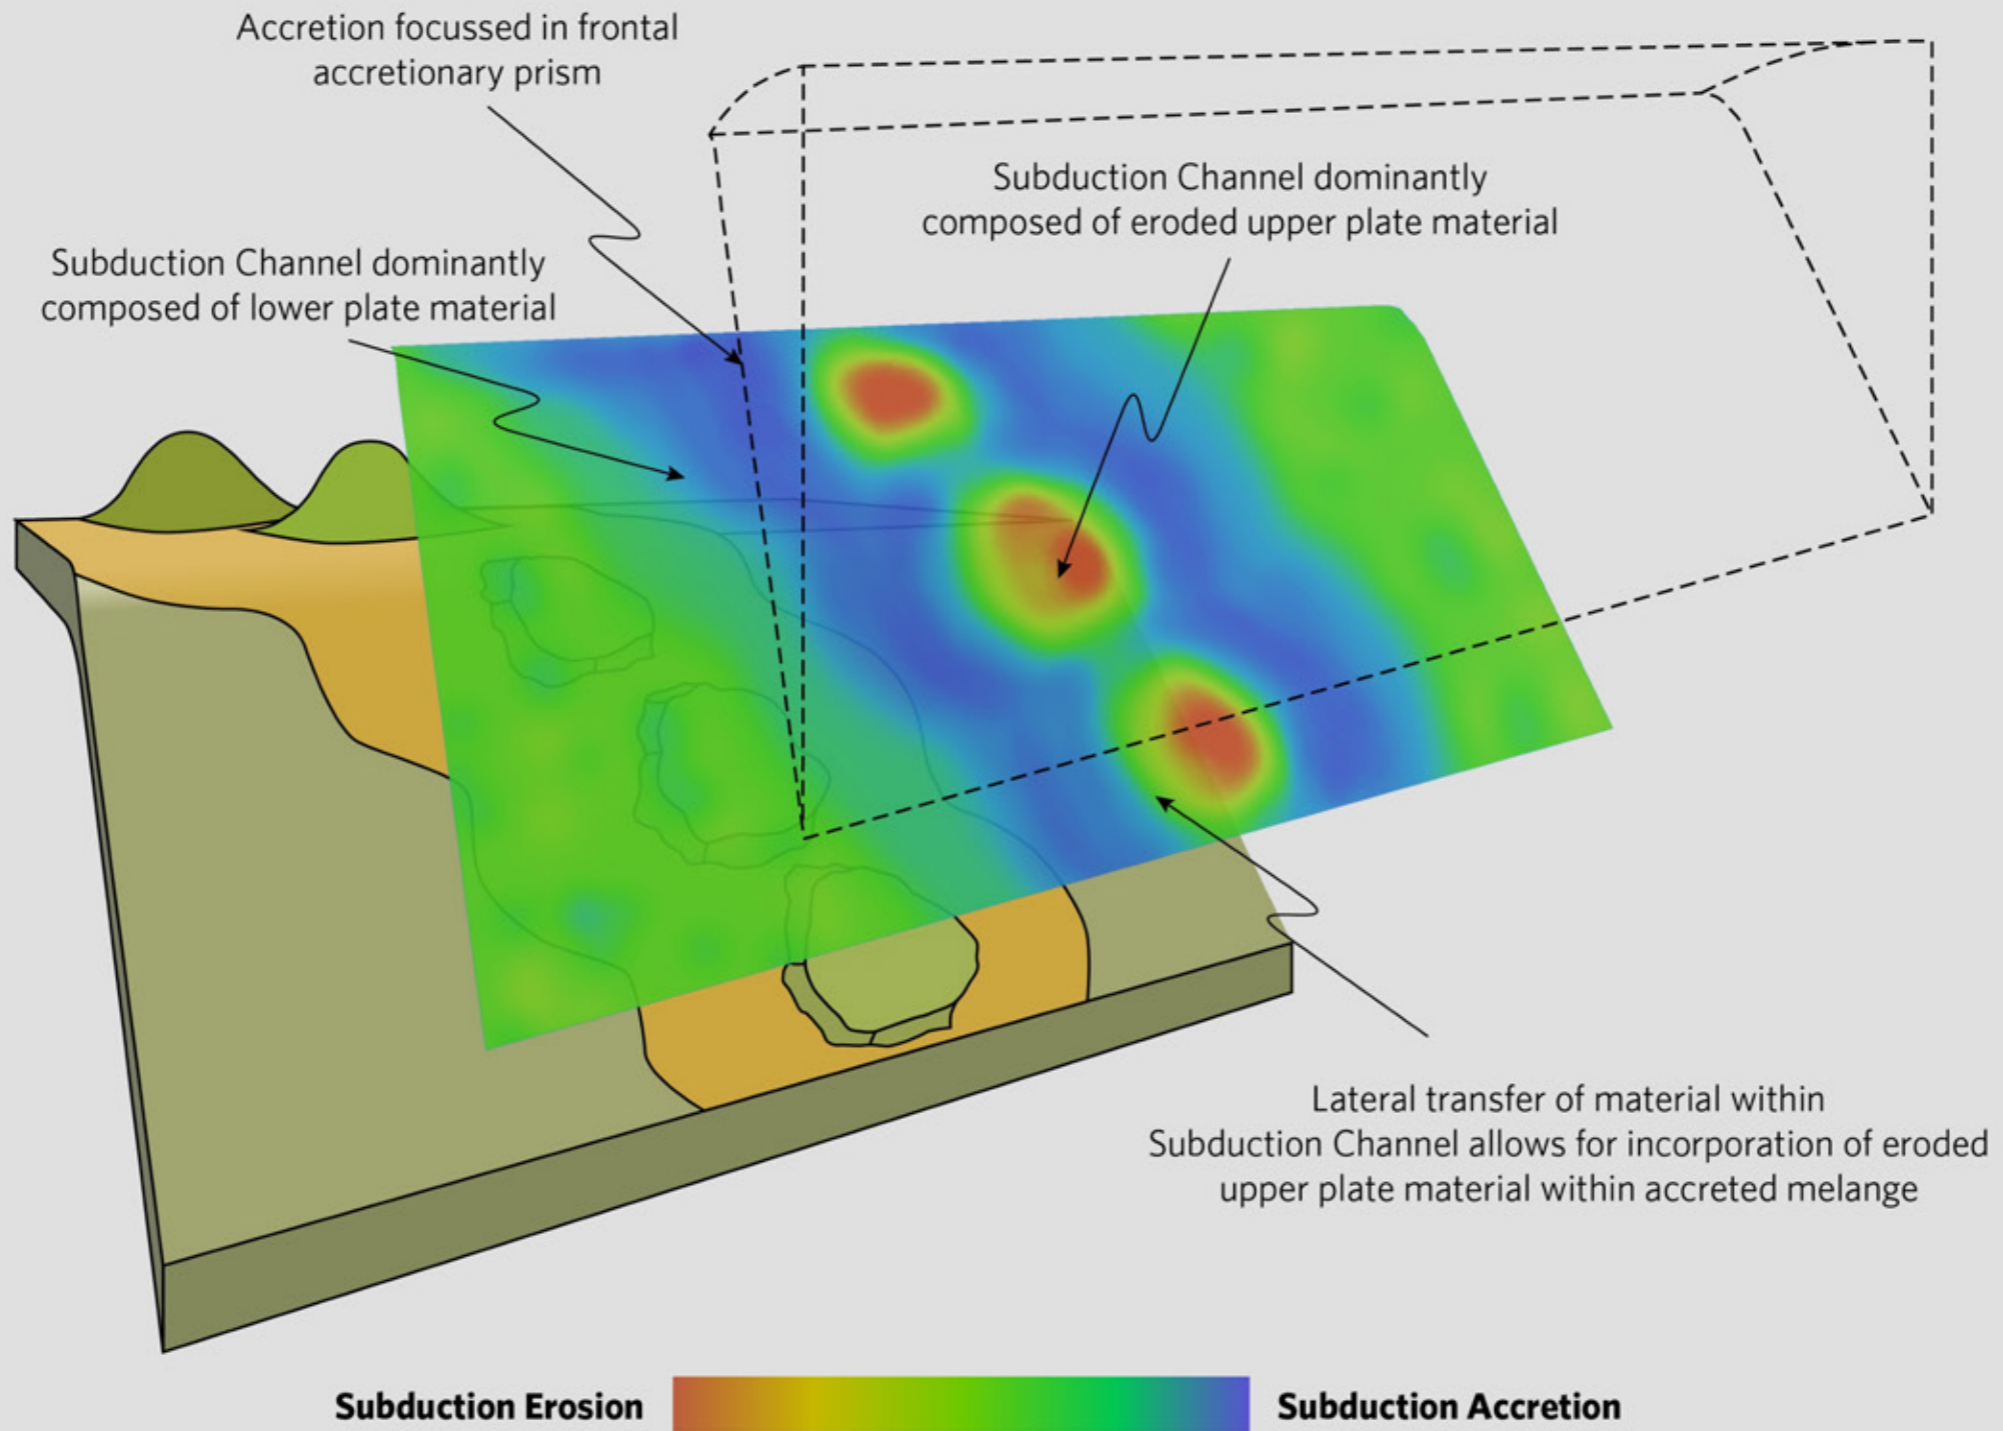 Accretion focussed in frontal
accretionary prism
Subduction Channel dominantly
composed of eroded upper plate material
Subduction Channel dominantly
composed of lower plate material
Lateral transfer of material within
Subduction Channel allows for incorporation of eroded
upper plate material within accreted melange
Subduction Erosion
Subduction Accretion